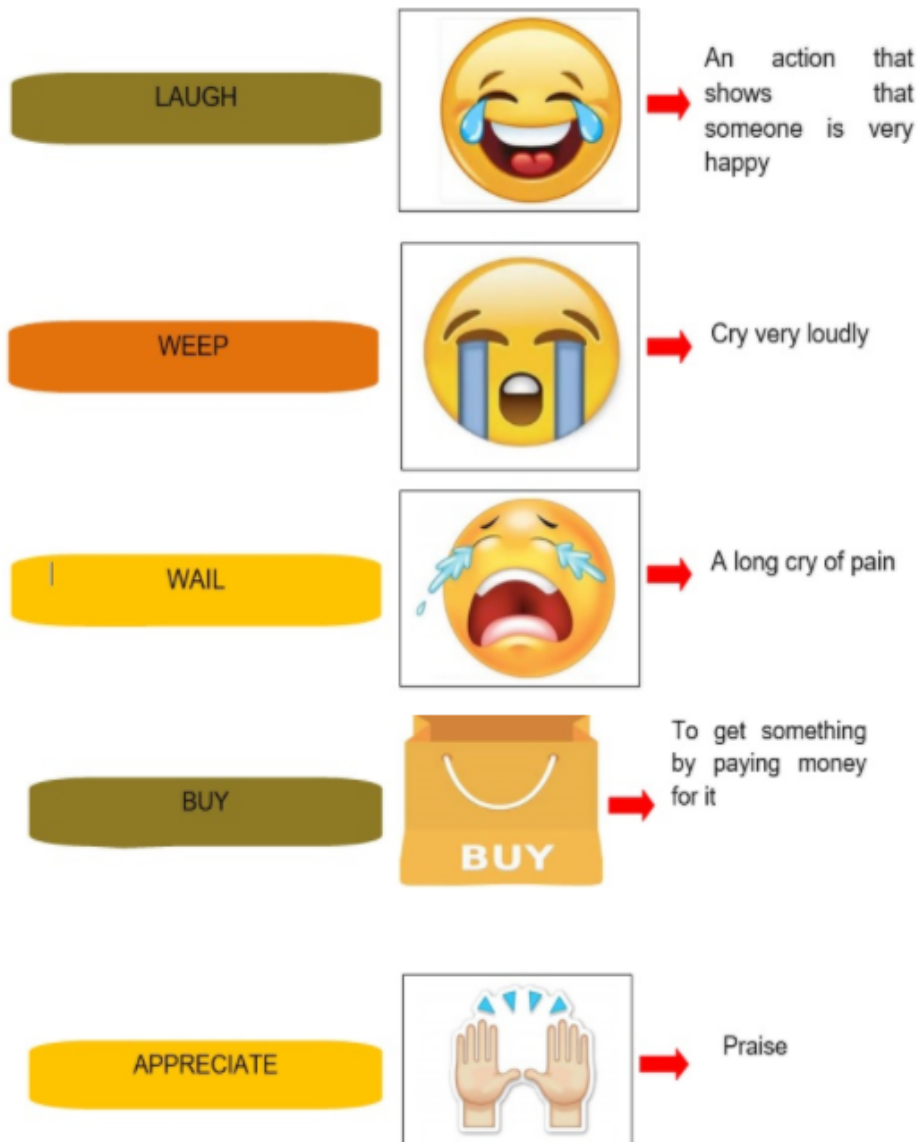 LAUGH
An action that
shows that
someone is very
happy
WEEP
Cry very loudly
WAIL
A long cry of pain
BUY
BUY
To get something
by paying money
for it
APPRECIATE
Praise